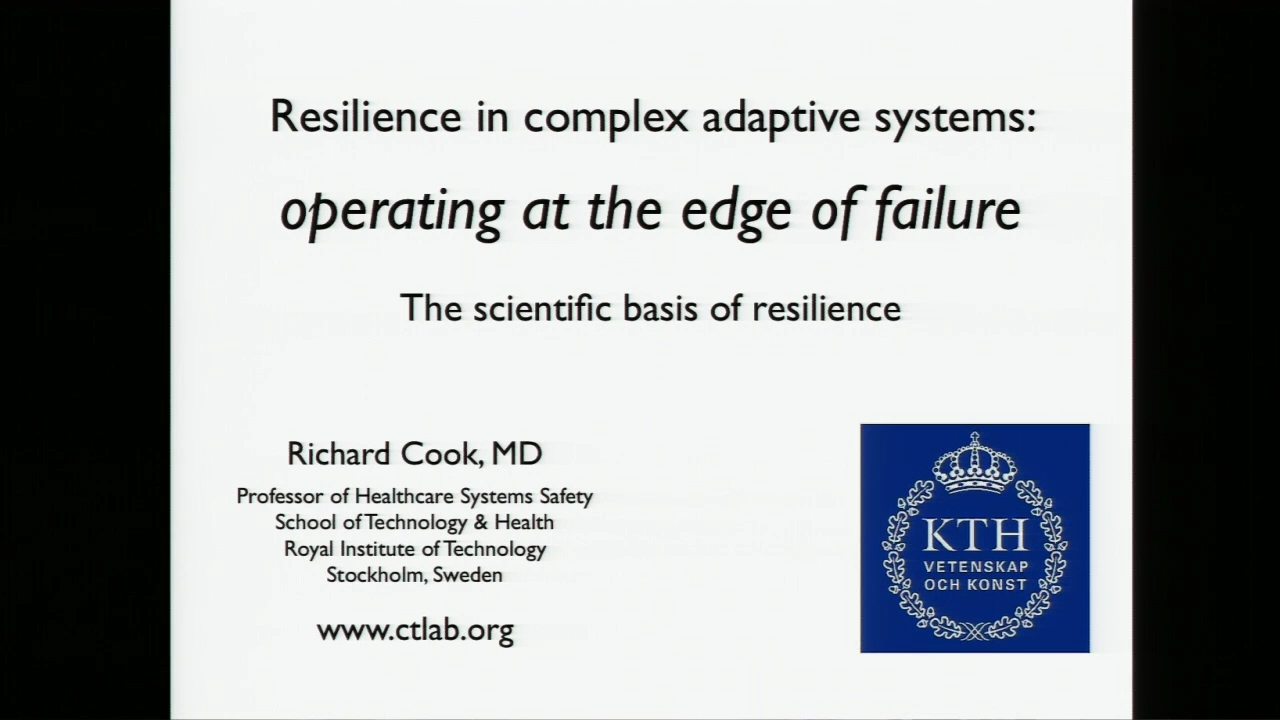 Resilience in complex adaptive systems:
operating at the edge of failure
The scientific basis of resilience
Richard Cook, MD
Professor of Healthcare Systems Safety
School of Technology & Health
Royal Institute of Technology
Stockholm, Sweden
www.ctlab.org
KTH
VETENSKAP
OCH KONST